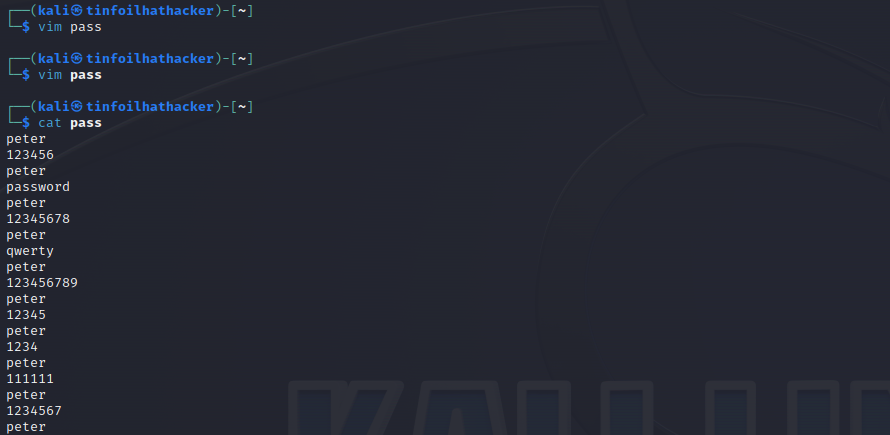 ┌──(kali㉿tinfoilhathacker)-[~]
└─$ vim pass
┌──(kali㉿tinfoilhathacker)-[~]
└─$ vim pass
┌──(kali㉿tinfoilhathacker)-[~]
└─$ cat pass
peter
123456
peter
password
peter
12345678
peter
qwerty
peter
123456789
peter
12345
peter
1234
peter
111111
peter
1234567
peter